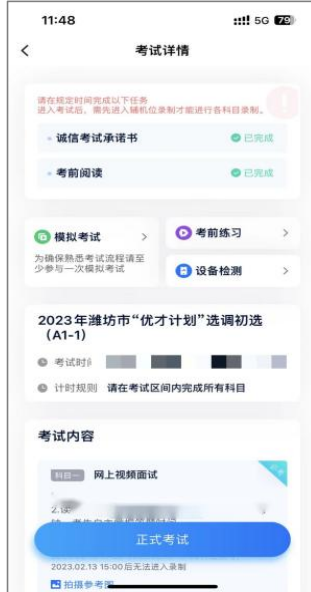 11:48
5G 79
考试详情
请在规定时间完成以下任务
进入考试后，需先进入辅机位录制才能进行各科目录制。
诚信考试承诺书 已完成
考前阅读 已完成
模拟考试
为确保熟悉考试流程请至
少参与一次模拟考试
考前练习
设备检测
2023年潍坊市“优才计划”选调初选
（A1-1）
考试时
计时规则 请在考试区间内完成所有科目
考试内容
科目一 网上视频面试
正式考试
2023.02.13 15:00后无法进入录制
拍摄参考图